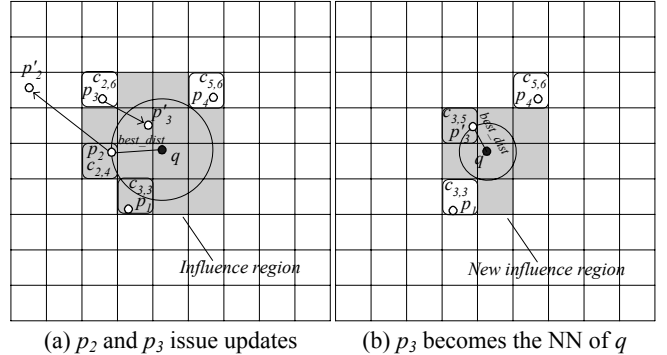 p'2
c2,6
p3
c5,6
p4
p'3
best_dist
p2
c2,4
q
c3,3
p1
Influence region
(a) p2 and p3 issue updates
c5,6
p4
c3,5
p'3
best_dist
q
c3,3
p1
New influence region
(b) p3 becomes the NN of q